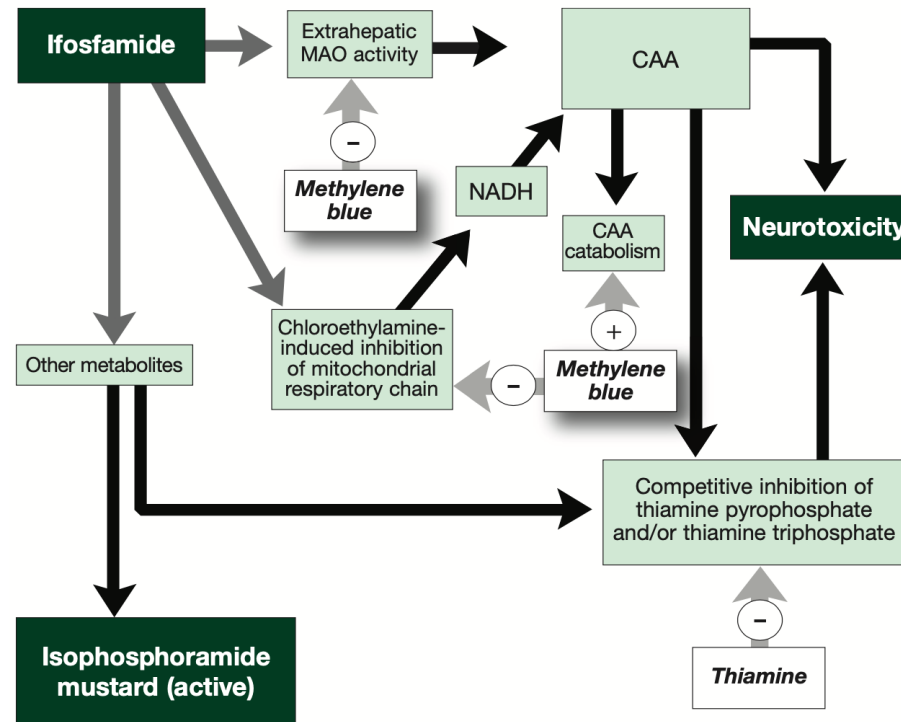 Ifosfamide
Extrahepatic
MAO activity
CAA
−
Methylene
blue
NADH
Neurotoxicity
CAA
catabolism
+
Chloroethylamine-
induced inhibition
of mitochondrial
respiratory chain
−
Methylene
blue
Other metabolites
Competitive inhibition of
thiamine pyrophosphate
and/or thiamine triphosphate
−
Thiamine
Isophosphoramide
mustard (active)